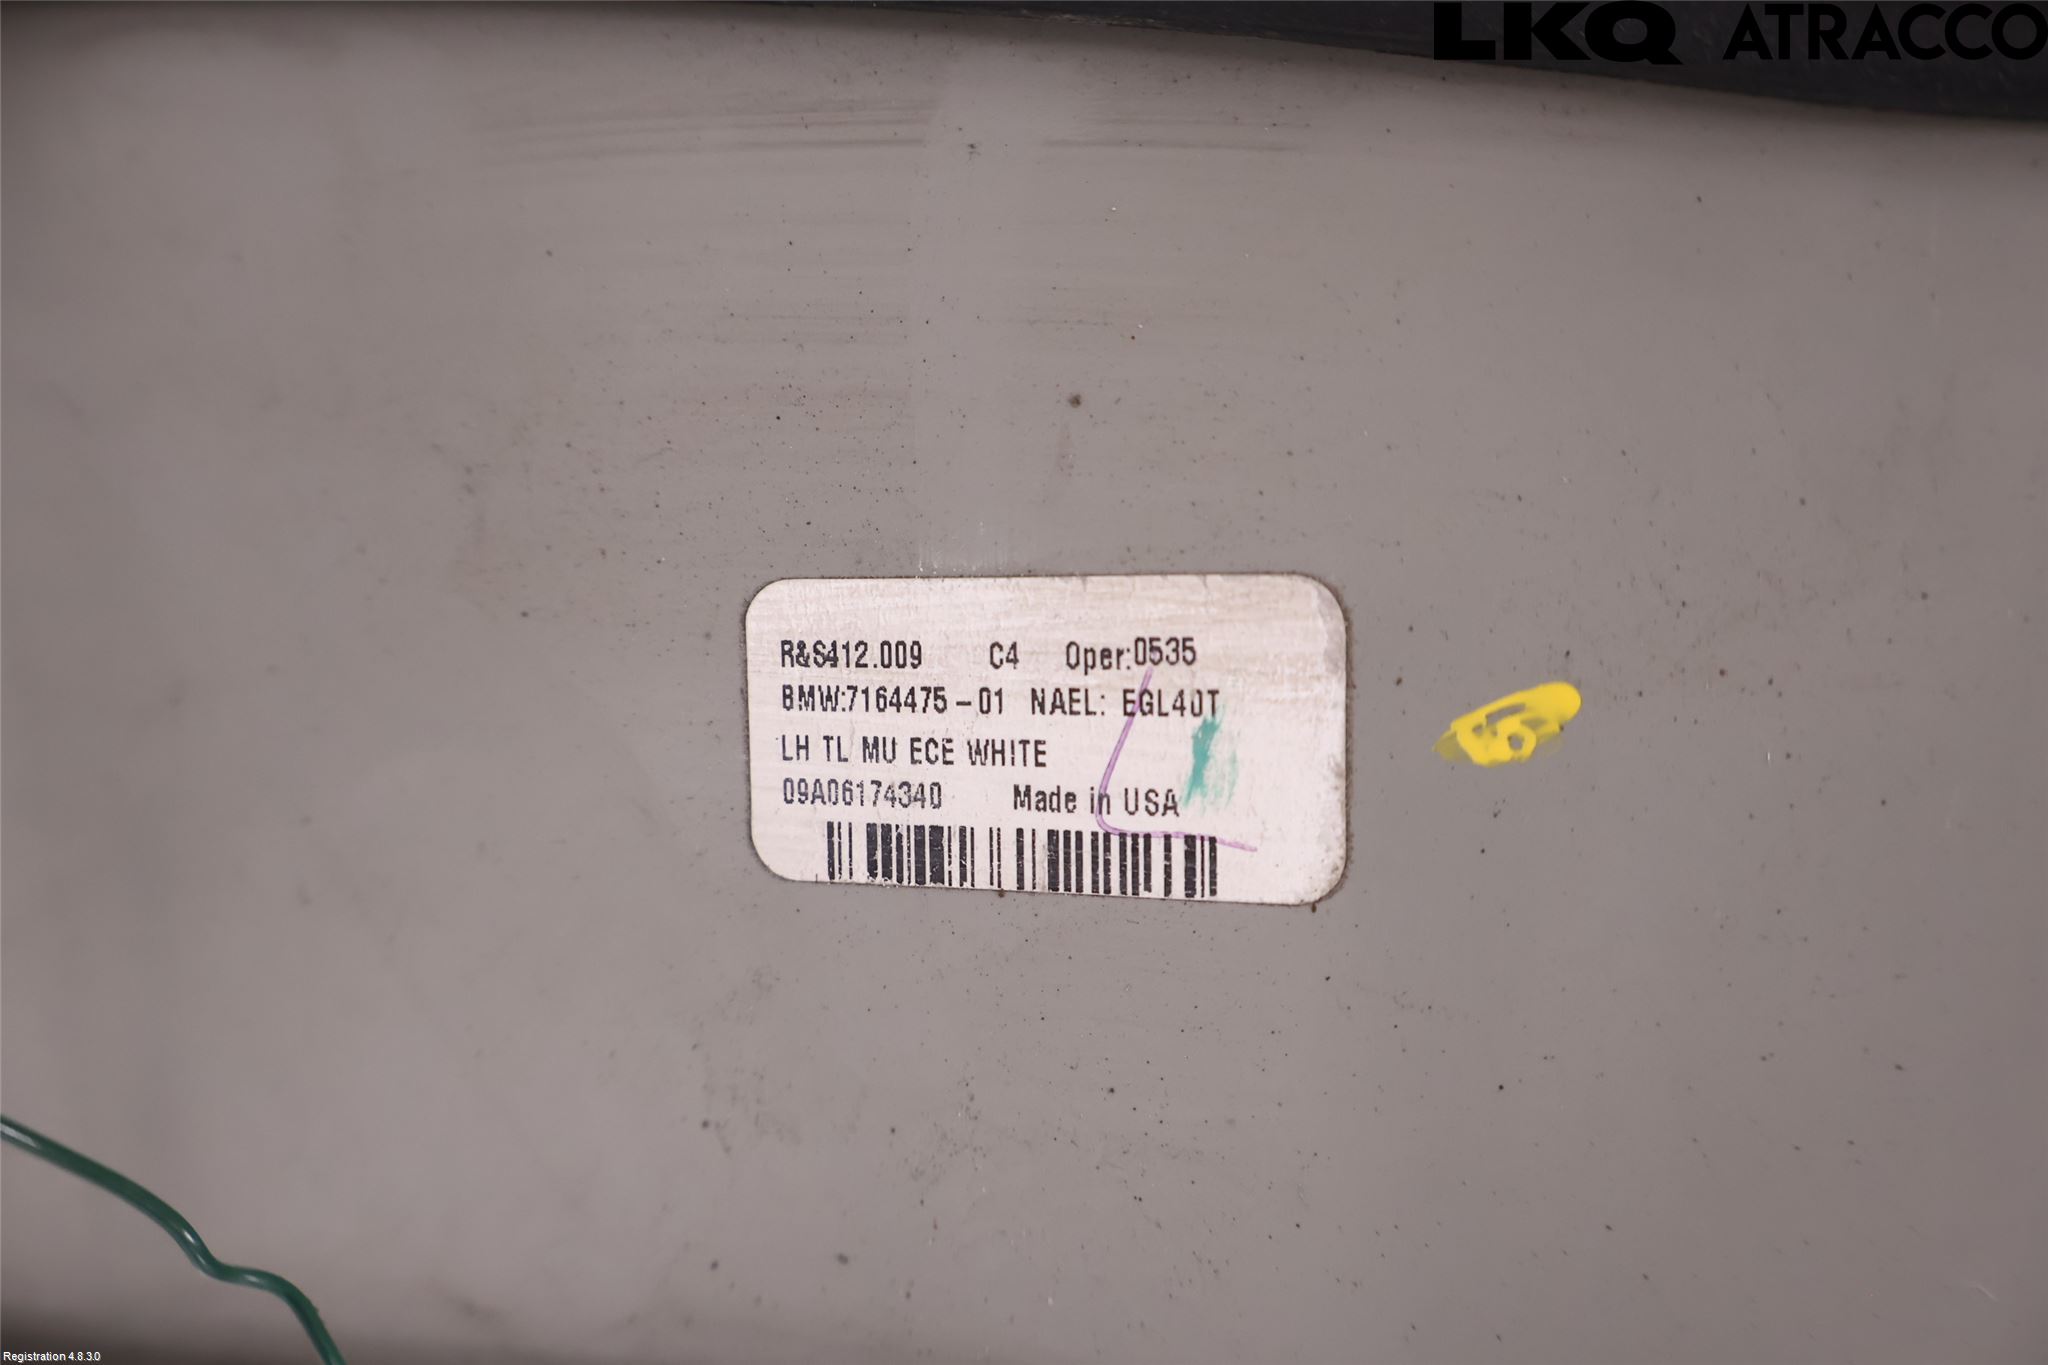 LKQ ATRACCO
R&S412.009 C4 Oper:0535
BMW:7164475-01 NAEL: EGL40T
LH TL MU ECE WHITE
09A06174340 Made in USA
Registration 4.8.3.0